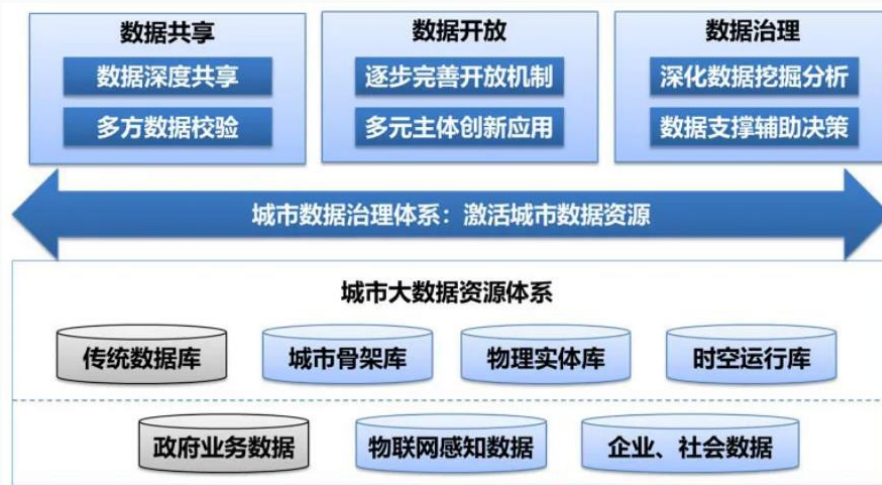 数据共享
数据深度共享
多方数据校验
数据开放
逐步完善开放机制
多元主体创新应用
数据治理
深化数据挖掘分析
数据支撑辅助决策
城市数据治理体系：激活城市数据资源
城市大数据资源体系
传统数据库
城市骨架库
物理实体库
时空运行库
政府业务数据
物联网感知数据
企业、社会数据